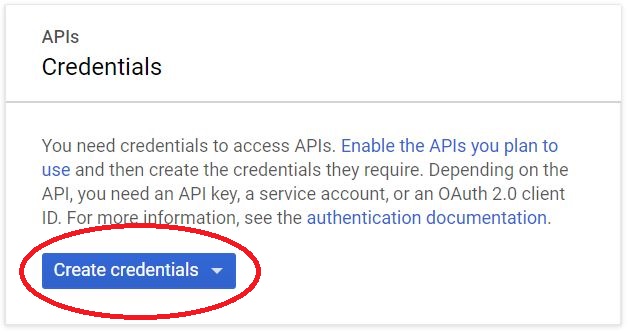 APIs
Credentials
You need credentials to access APIs. Enable the APIs you plan to
use and then create the credentials they require. Depending on the
API, you need an API key, a service account, or an OAuth 2.0 client
ID. For more information, see the authentication documentation.
Create credentials